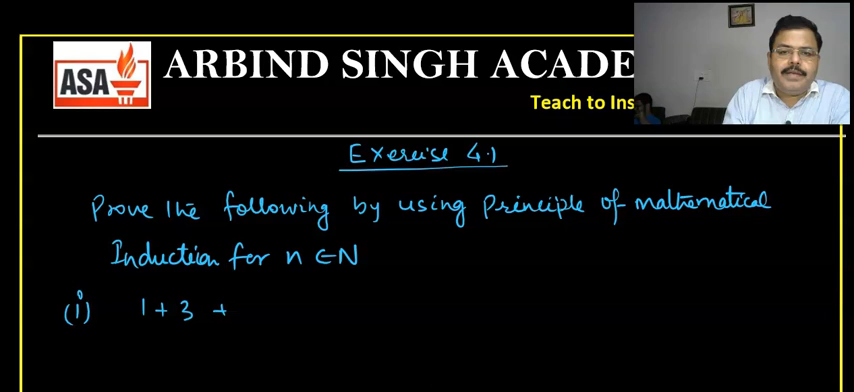 ASA
ARBIND SINGH ACADE
Teach to Ins
Exercise 4.1
Prove the following by using Principle of mathematical
Induction for n ∈ N
(i) 1 + 3 +